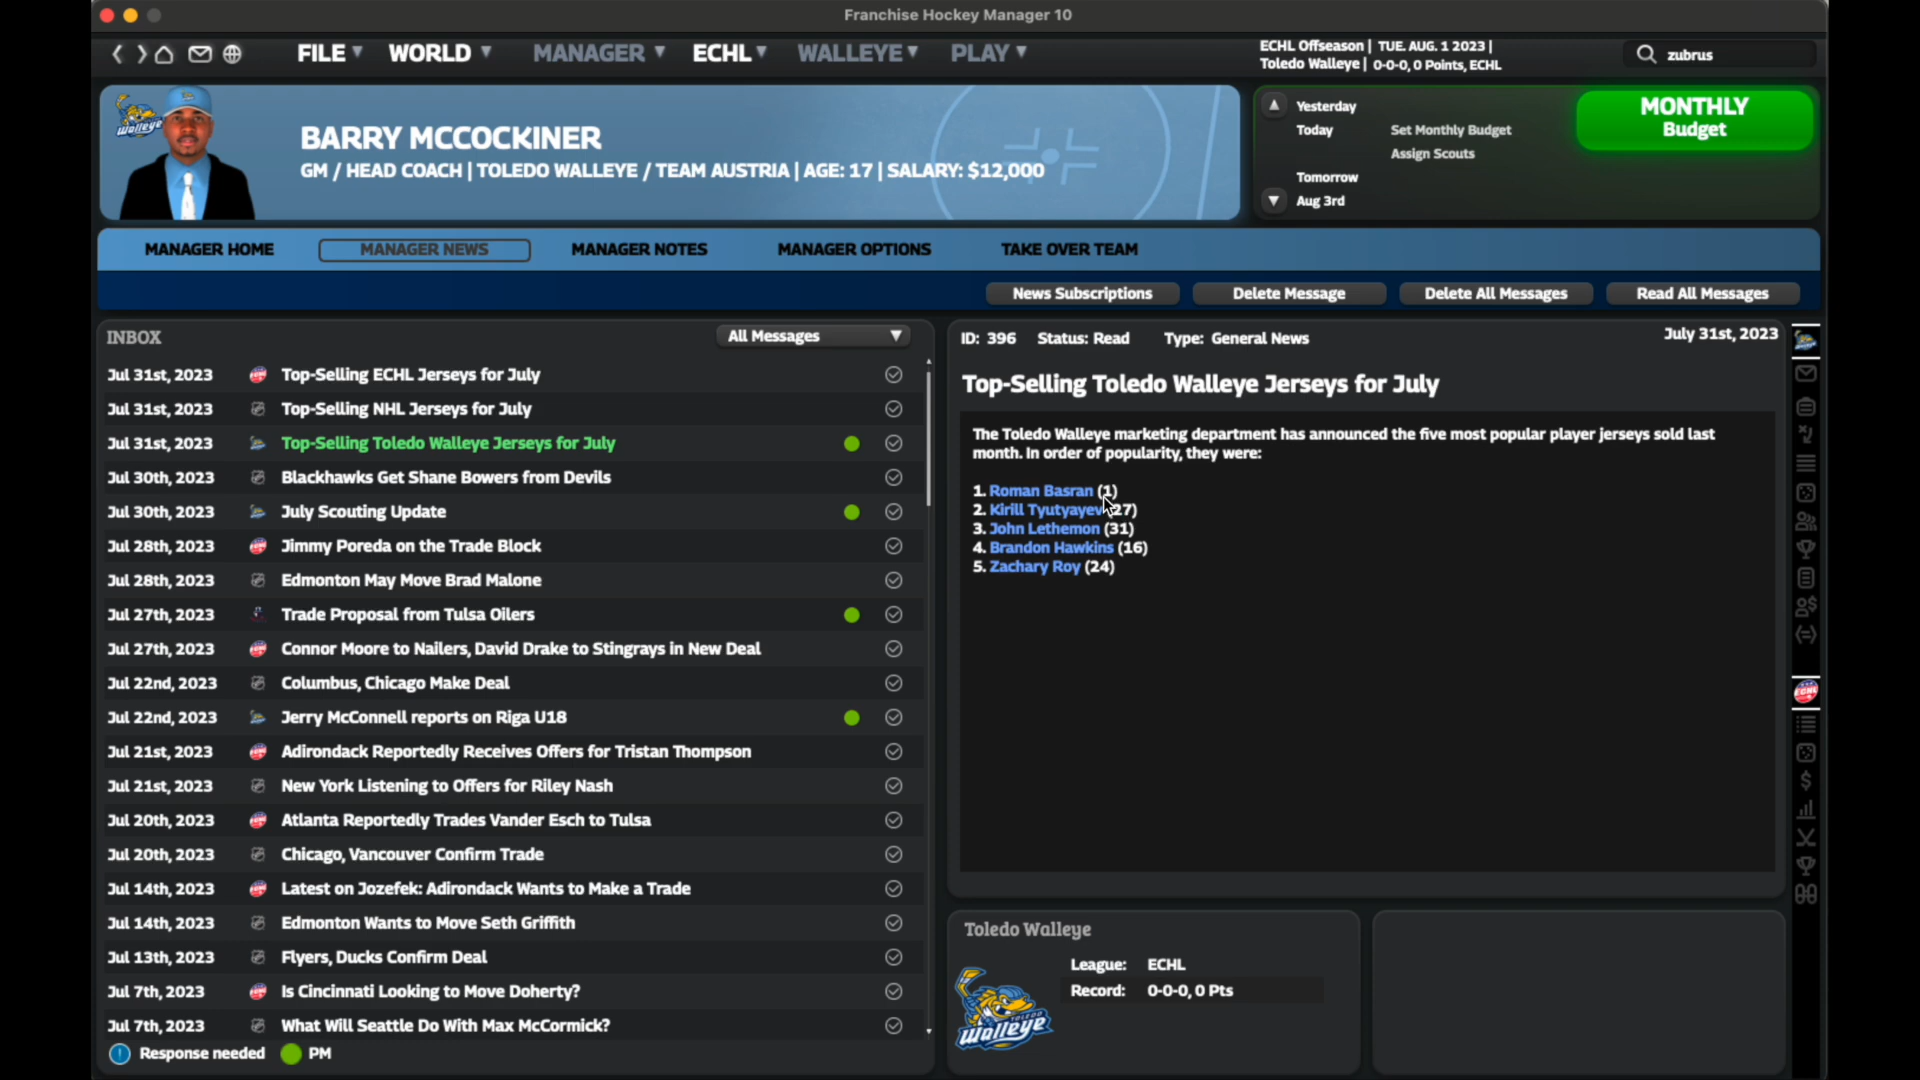 Franchise Hockey Manager 10
FILE
WORLD
MANAGER
ECHL
WALLEYE
PLAY
ECHL Offseason | TUE. AUG. 1 2023 |
Toledo Walleye | 0-0-0, 0 Points, ECHL
zubrus
Walleye
BARRY MCCOCKINER
GM / HEAD COACH | TOLEDO WALLEYE / TEAM AUSTRIA | AGE: 17 | SALARY: $12,000
Yesterday
Today
Set Monthly Budget
Assign Scouts
Tomorrow
Aug 3rd
MONTHLY
Budget
MANAGER HOME
MANAGER NEWS
MANAGER NOTES
MANAGER OPTIONS
TAKE OVER TEAM
News Subscriptions
Delete Message
Delete All Messages
Read All Messages
INBOX
All Messages
Jul 31st, 2023 Top-Selling ECHL Jerseys for July
Jul 31st, 2023 Top-Selling NHL Jerseys for July
Jul 31st, 2023 Top-Selling Toledo Walleye Jerseys for July
Jul 30th, 2023 Blackhawks Get Shane Bowers from Devils
Jul 30th, 2023 July Scouting Update
Jul 28th, 2023 Jimmy Poreda on the Trade Block
Jul 28th, 2023 Edmonton May Move Brad Malone
Jul 27th, 2023 Trade Proposal from Tulsa Oilers
Jul 27th, 2023 Connor Moore to Nailers, David Drake to Stingrays in New Deal
Jul 22nd, 2023 Columbus, Chicago Make Deal
Jul 22nd, 2023 Jerry McConnell reports on Riga U18
Jul 21st, 2023 Adirondack Reportedly Receives Offers for Tristan Thompson
Jul 21st, 2023 New York Listening to Offers for Riley Nash
Jul 20th, 2023 Atlanta Reportedly Trades Vander Esch to Tulsa
Jul 20th, 2023 Chicago, Vancouver Confirm Trade
Jul 14th, 2023 Latest on Jozefek: Adirondack Wants to Make a Trade
Jul 14th, 2023 Edmonton Wants to Move Seth Griffith
Jul 13th, 2023 Flyers, Ducks Confirm Deal
Jul 7th, 2023 Is Cincinnati Looking to Move Doherty?
Jul 7th, 2023 What Will Seattle Do With Max McCormick?
Response needed
PM
ID: 396 Status: Read Type: General News
July 31st, 2023
Top-Selling Toledo Walleye Jerseys for July
The Toledo Walleye marketing department has announced the five most popular player jerseys sold last
month. In order of popularity, they were:
1. Roman Basran (1)
2. Kirill Tyutyayev (27)
3. John Lethemon (31)
4. Brandon Hawkins (16)
5. Zachary Roy (24)
Toledo Walleye
League: ECHL
Record: 0-0-0, 0 Pts
TOLEDO
Walleye
ECHL